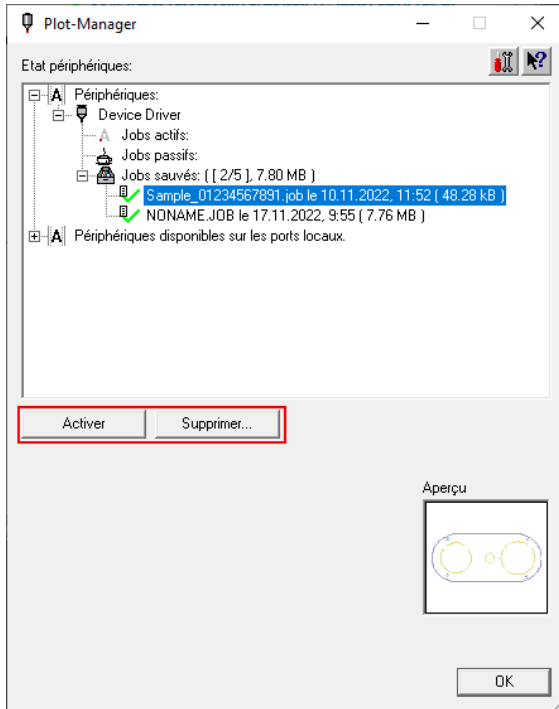 Plot-Manager
Etat périphériques:
Périphériques:
Device Driver
Jobs actifs:
Jobs passifs:
Jobs sauvés: ( [ 2/5 ], 7.80 MB )
Sample_01234567891.job le 10.11.2022, 11:52 ( 48.28 kB )
NONAME.JOB le 17.11.2022, 9:55 ( 7.76 MB )
Périphériques disponibles sur les ports locaux.
Activer
Supprimer...
Aperçu
OK